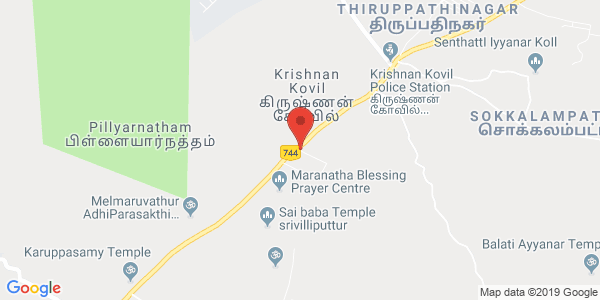 THIRUPPATHINAGAR
திருப்பதிநகர்
Senthattl Iyyanar Koll
Krishnan
Kovil
கிருஷ்ணன்
கோவில்
Krishnan Kovil
Police Station
கிருஷ்ணன்
கோவில்...
SOKKALAMPAT
சொக்கலம்பட்
Pillyarnatham
பிள்ளையார்நத்தம்
744
Maranatha Blessing
Prayer Centre
Melmaruvathur
AdhiParasakthi...
Sai baba Temple
srivilliputtur
Karuppasamy Temple
Balati Ayyanar Temp
Google
Map data ©2019 Google